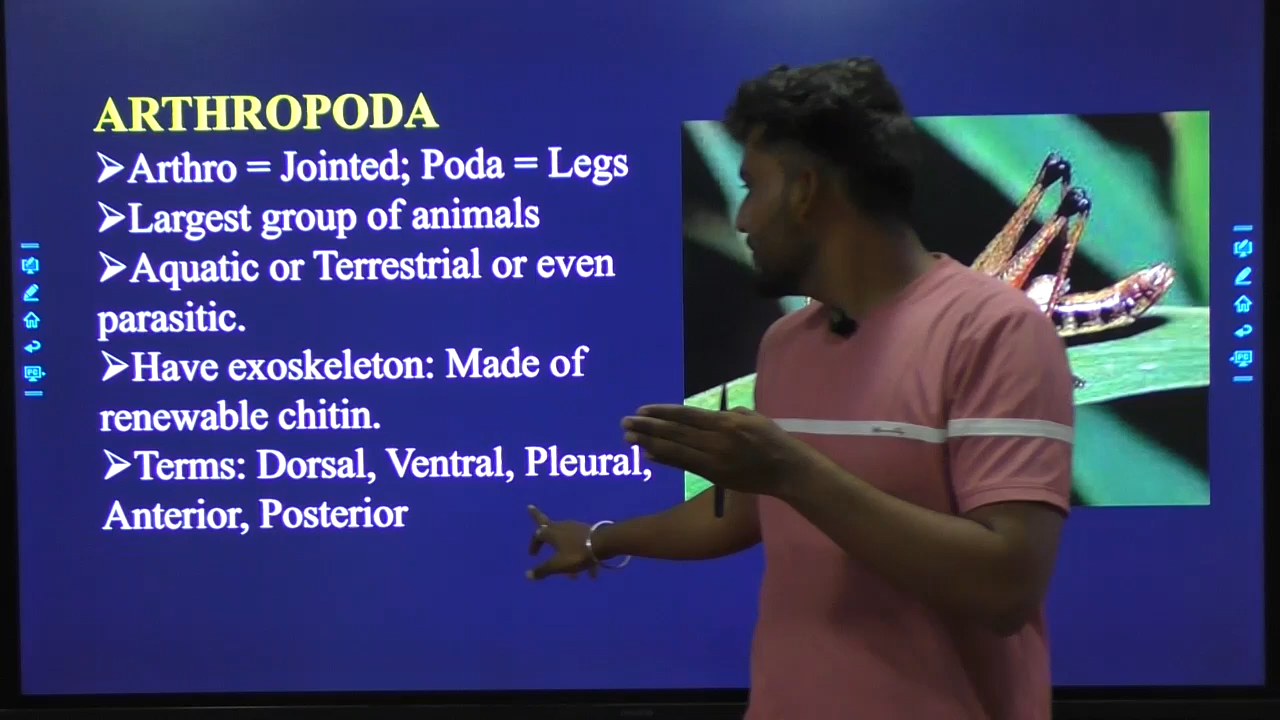 ARTHROPODA
➢Arthro = Jointed; Poda = Legs
➢Largest group of animals
➢Aquatic or Terrestrial or even
parasitic.
➢Have exoskeleton: Made of
renewable chitin.
➢Terms: Dorsal, Ventral, Pleural,
Anterior, Posterior